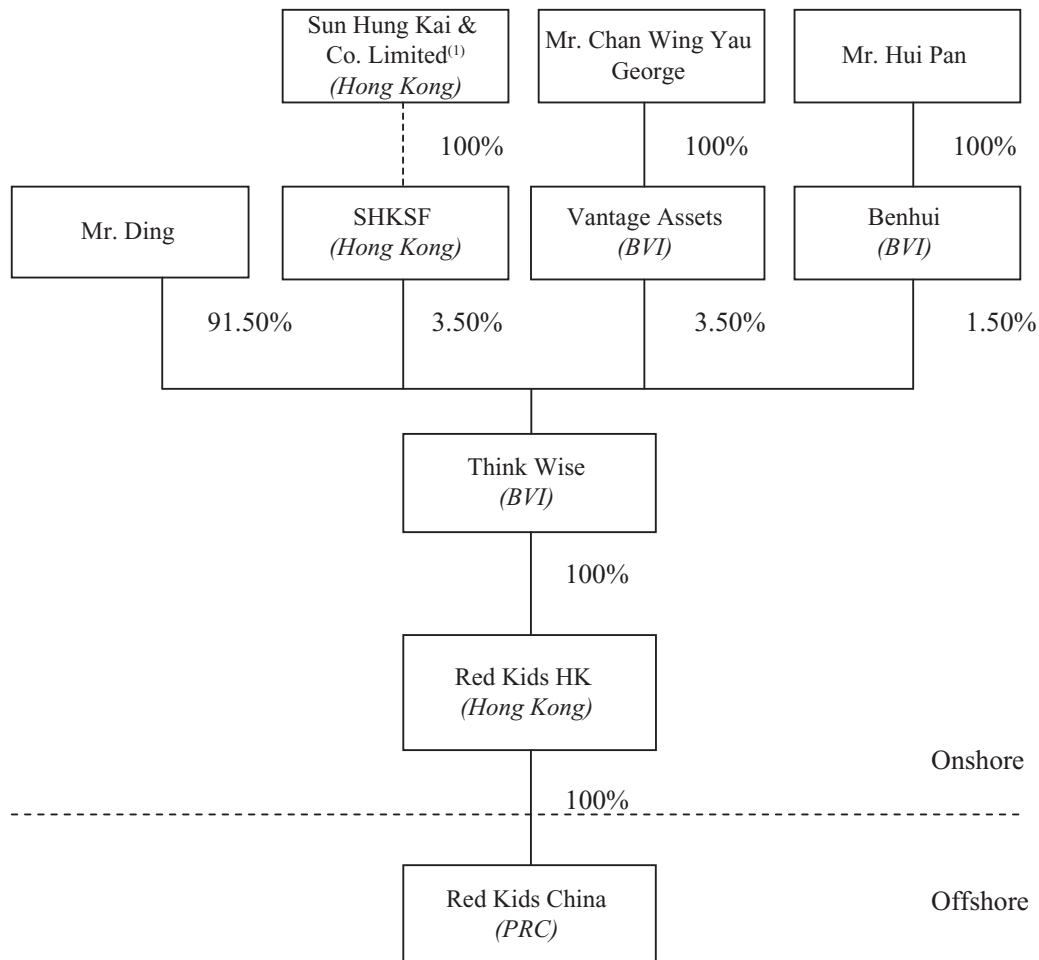 Sun Hung Kai &
Co. Limited(1)
(Hong Kong)
Mr. Chan Wing Yau
George
Mr. Hui Pan
100%
100%
100%
Mr. Ding
SHKSF
(Hong Kong)
Vantage Assets
(BVI)
Benhui
(BVI)
91.50%
3.50%
3.50%
1.50%
Think Wise
(BVI)
100%
Red Kids HK
(Hong Kong)
Onshore
100%
Red Kids China
(PRC)
Offshore